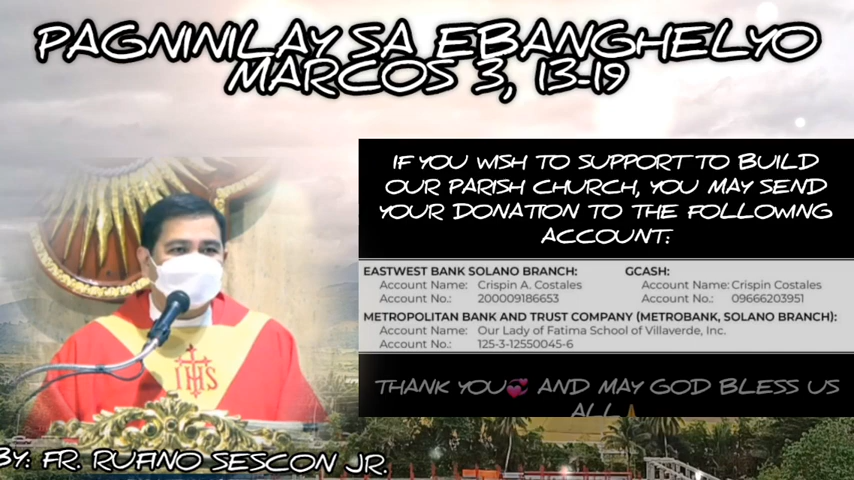 PAGNINILAY SA EBANGHELYO
MARCOS 3, 13-19
IF YOU WISH TO SUPPORT TO BUILD
OUR PARISH CHURCH, YOU MAY SEND
YOUR DONATION TO THE FOLLOWING
ACCOUNT:
EASTWEST BANK SOLANO BRANCH:
Account Name: Crispin A. Costales
Account No.: 200009186653
GCASH:
Account Name: Crispin Costales
Account No.: 09666203951
METROPOLITAN BANK AND TRUST COMPANY (METROBANK, SOLANO BRANCH):
Account Name: Our Lady of Fatima School of Villaverde, Inc.
Account No.: 125-3-12550045-6
THANK YOU💞 AND MAY GOD BLESS US
ALL🙏
IHS
BY: FR. RUFINO SESCON JR.